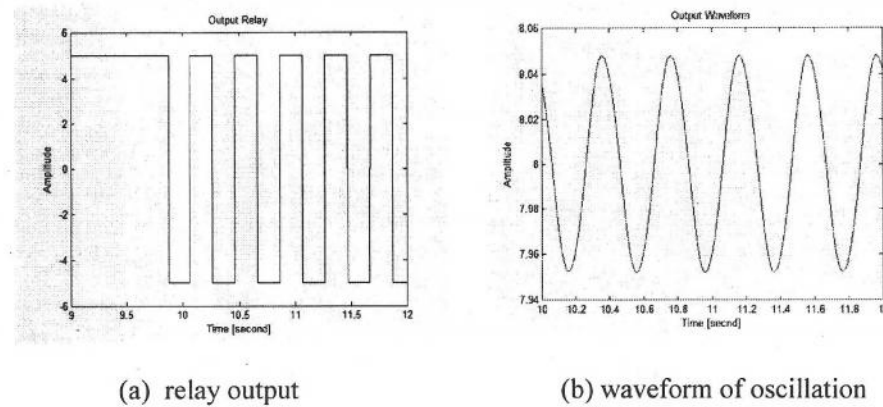 Output Relay
6
4
2
0
-2
-4
-6
Amplitude
9 9.5 10 10.5 11 11.5 12
Time [second]
Output Waveform
8.06
8.04
8.02
8
7.98
7.96
7.94
Amplitude
10 10.2 10.4 10.6 10.8 11 11.2 11.4 11.6 11.8
Time [secnd]
(a) relay output
(b) waveform of oscillation